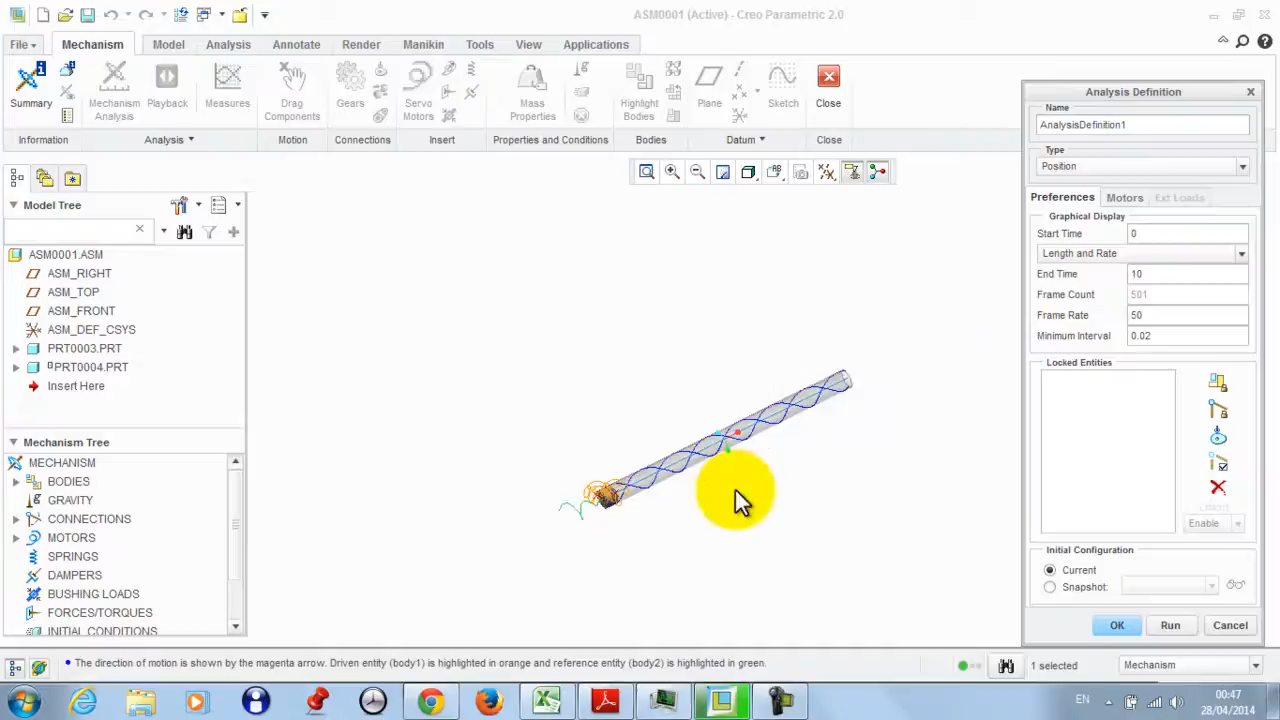 ASM0001 (Active) - Creo Parametric 2.0
File
Mechanism
Model
Analysis
Annotate
Render
Manikin
Tools
View
Applications
Summary
Mechanism Analysis
Playback
Measures
Drag Components
Gears
Servo Motors
Mass Properties
Highlight Bodies
Plane
Sketch
Close
Information
Analysis
Motion
Connections
Insert
Properties and Conditions
Bodies
Datum
Close
Model Tree
ASM0001.ASM
ASM_RIGHT
ASM_TOP
ASM_FRONT
ASM_DEF_CSYS
PRT0003.PRT
PRT0004.PRT
Insert Here
Mechanism Tree
MECHANISM
BODIES
GRAVITY
CONNECTIONS
MOTORS
SPRINGS
DAMPERS
BUSHING LOADS
FORCES/TORQUES
INITIAL CONDITIONS
Analysis Definition
Name
AnalysisDefinition1
Type
Position
Preferences
Motors
Ext Loads
Graphical Display
Start Time 0
Length and Rate
End Time 10
Frame Count 501
Frame Rate 50
Minimum Interval 0.02
Locked Entities
Enable
Initial Configuration
Current
Snapshot:
OK
Run
Cancel
The direction of motion is shown by the magenta arrow. Driven entity (body1) is highlighted in orange and reference entity (body2) is highlighted in green.
1 selected
Mechanism
EN
00:47
28/04/2014